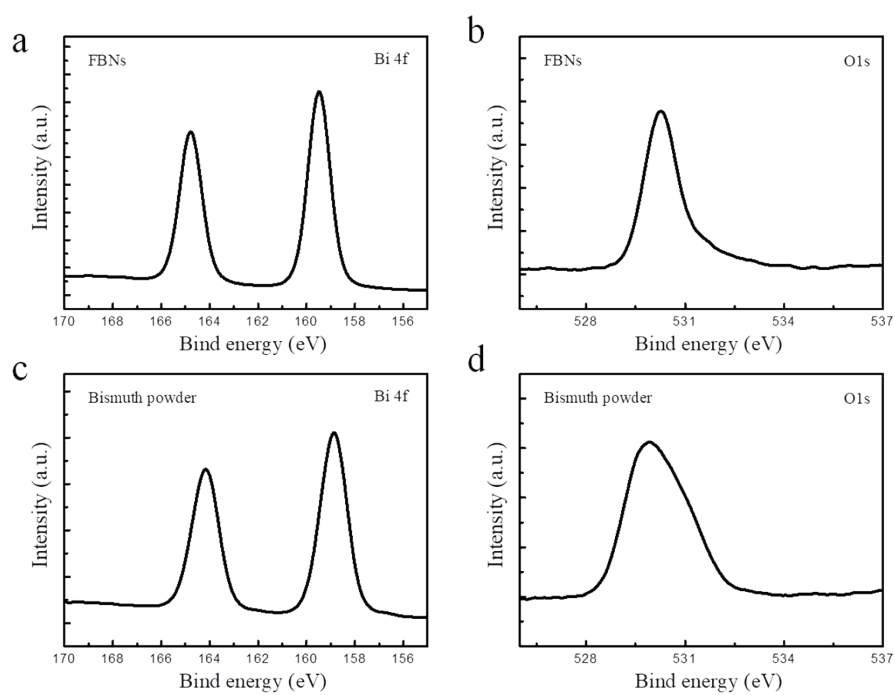 a
FBNs
Bi 4f
Intensity (a.u.)
170 168 166 164 162 160 158 156
Bind energy (eV)
b
FBNs
O1s
Intensity (a.u.)
528 531 534 537
Bind energy (eV)
c
Bismuth powder
Bi 4f
Intensity (a.u.)
170 168 166 164 162 160 158 156
Bind energy (eV)
d
Bismuth powder
O1s
Intensity (a.u.)
528 531 534 537
Bind energy (eV)